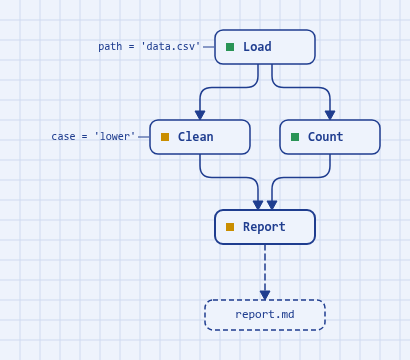 path = 'data.csv'
Load
case = 'lower'
Clean
Count
Report
report.md